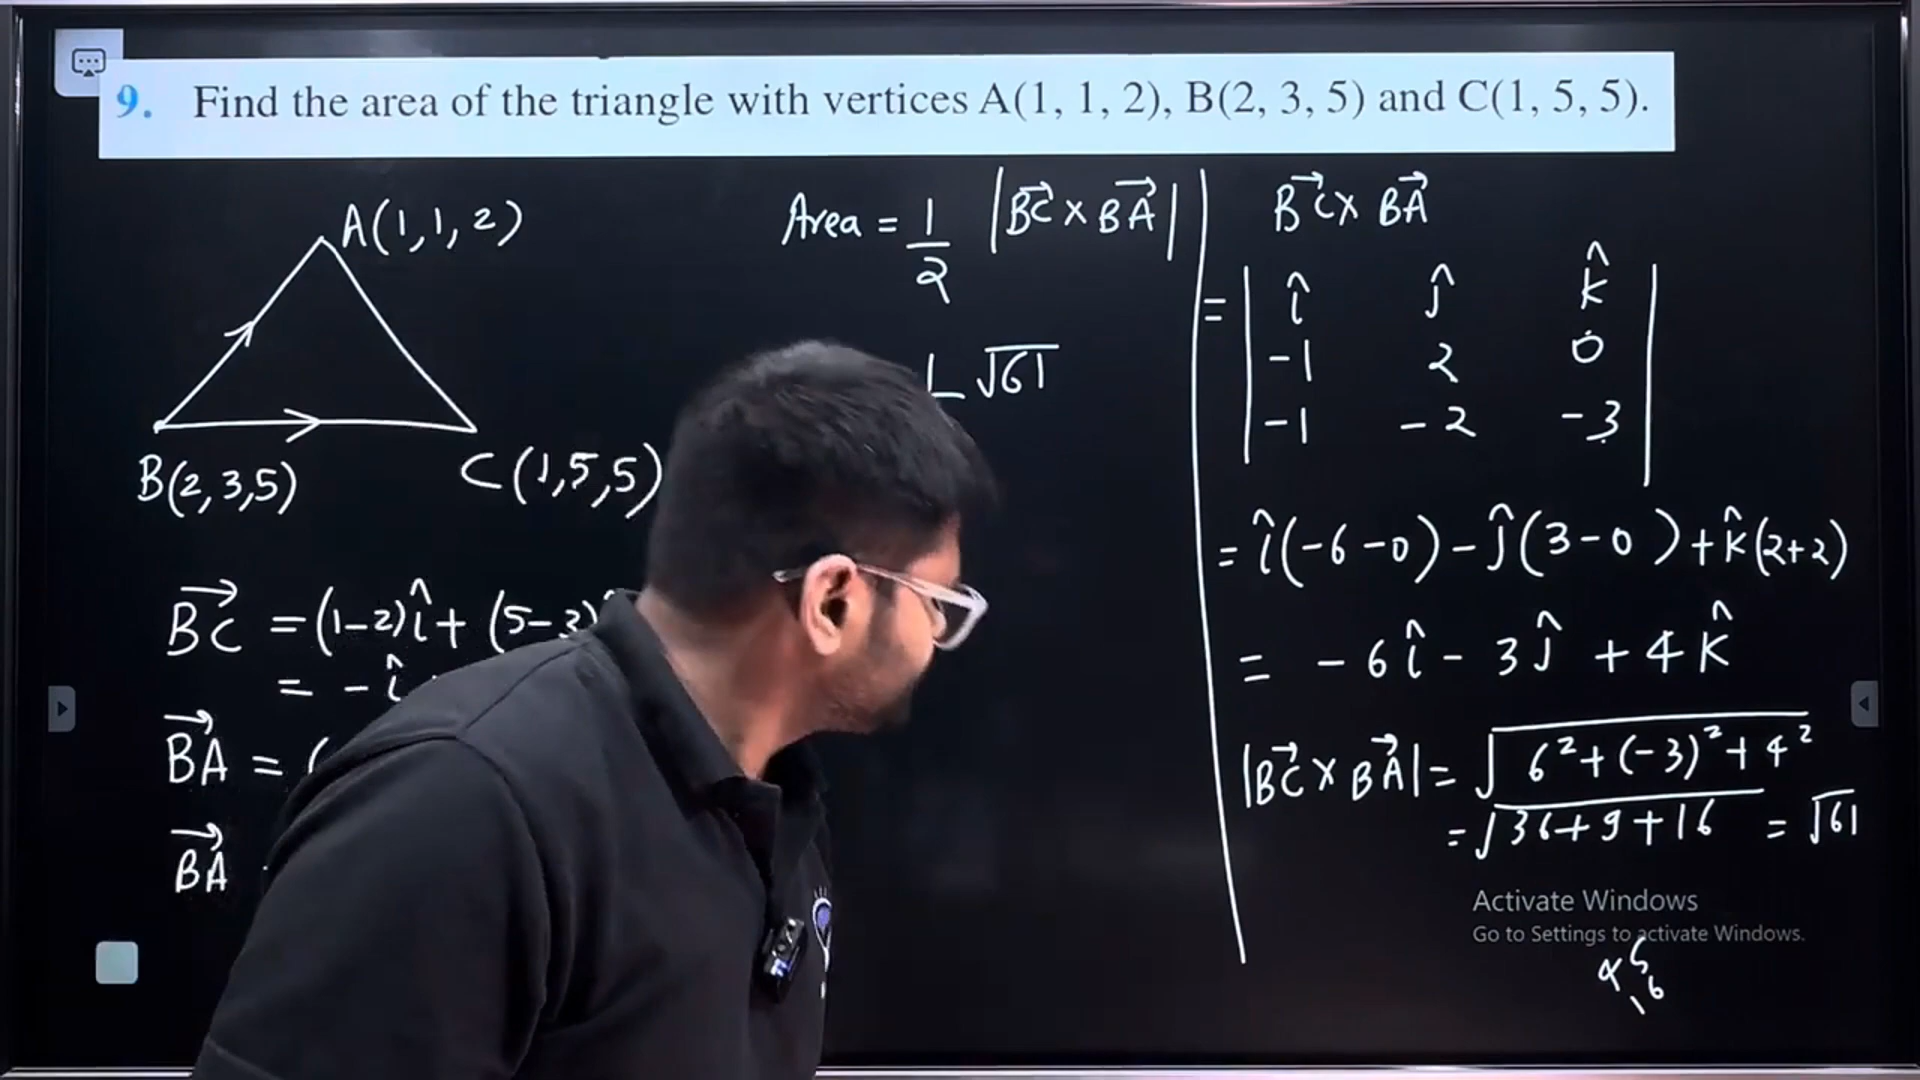 9. Find the area of the triangle with vertices A(1, 1, 2), B(2, 3, 5) and C(1, 5, 5).
A(1,1,2)
B(2,3,5)
C(1,5,5)
BC→ = (1-2)î + (5-3)
= -î
BA→ = (
BA→
Area = 1/2 |BC→ × BA→|
√61
BC→ × BA→
= | î ĵ k̂ |
| -1 2 0 |
| -1 -2 -3 |
= î(-6-0) - ĵ(3-0) + k̂(2+2)
= -6î - 3ĵ + 4k̂
|BC→ × BA→| = √6² + (-3)² + 4²
= √36+9+16 = √61
Activate Windows
Go to Settings to activate Windows.
45
16